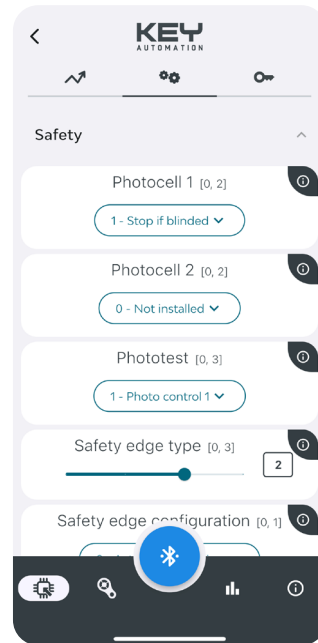 KEY
AUTOMATION
Safety
Photocell 1 [0, 2]
1 - Stop if blinded
Photocell 2 [0, 2]
0 - Not installed
Phototest [0, 3]
1 - Photo control 1
Safety edge type [0, 3]
2
Safety edge configuration [0, 1]